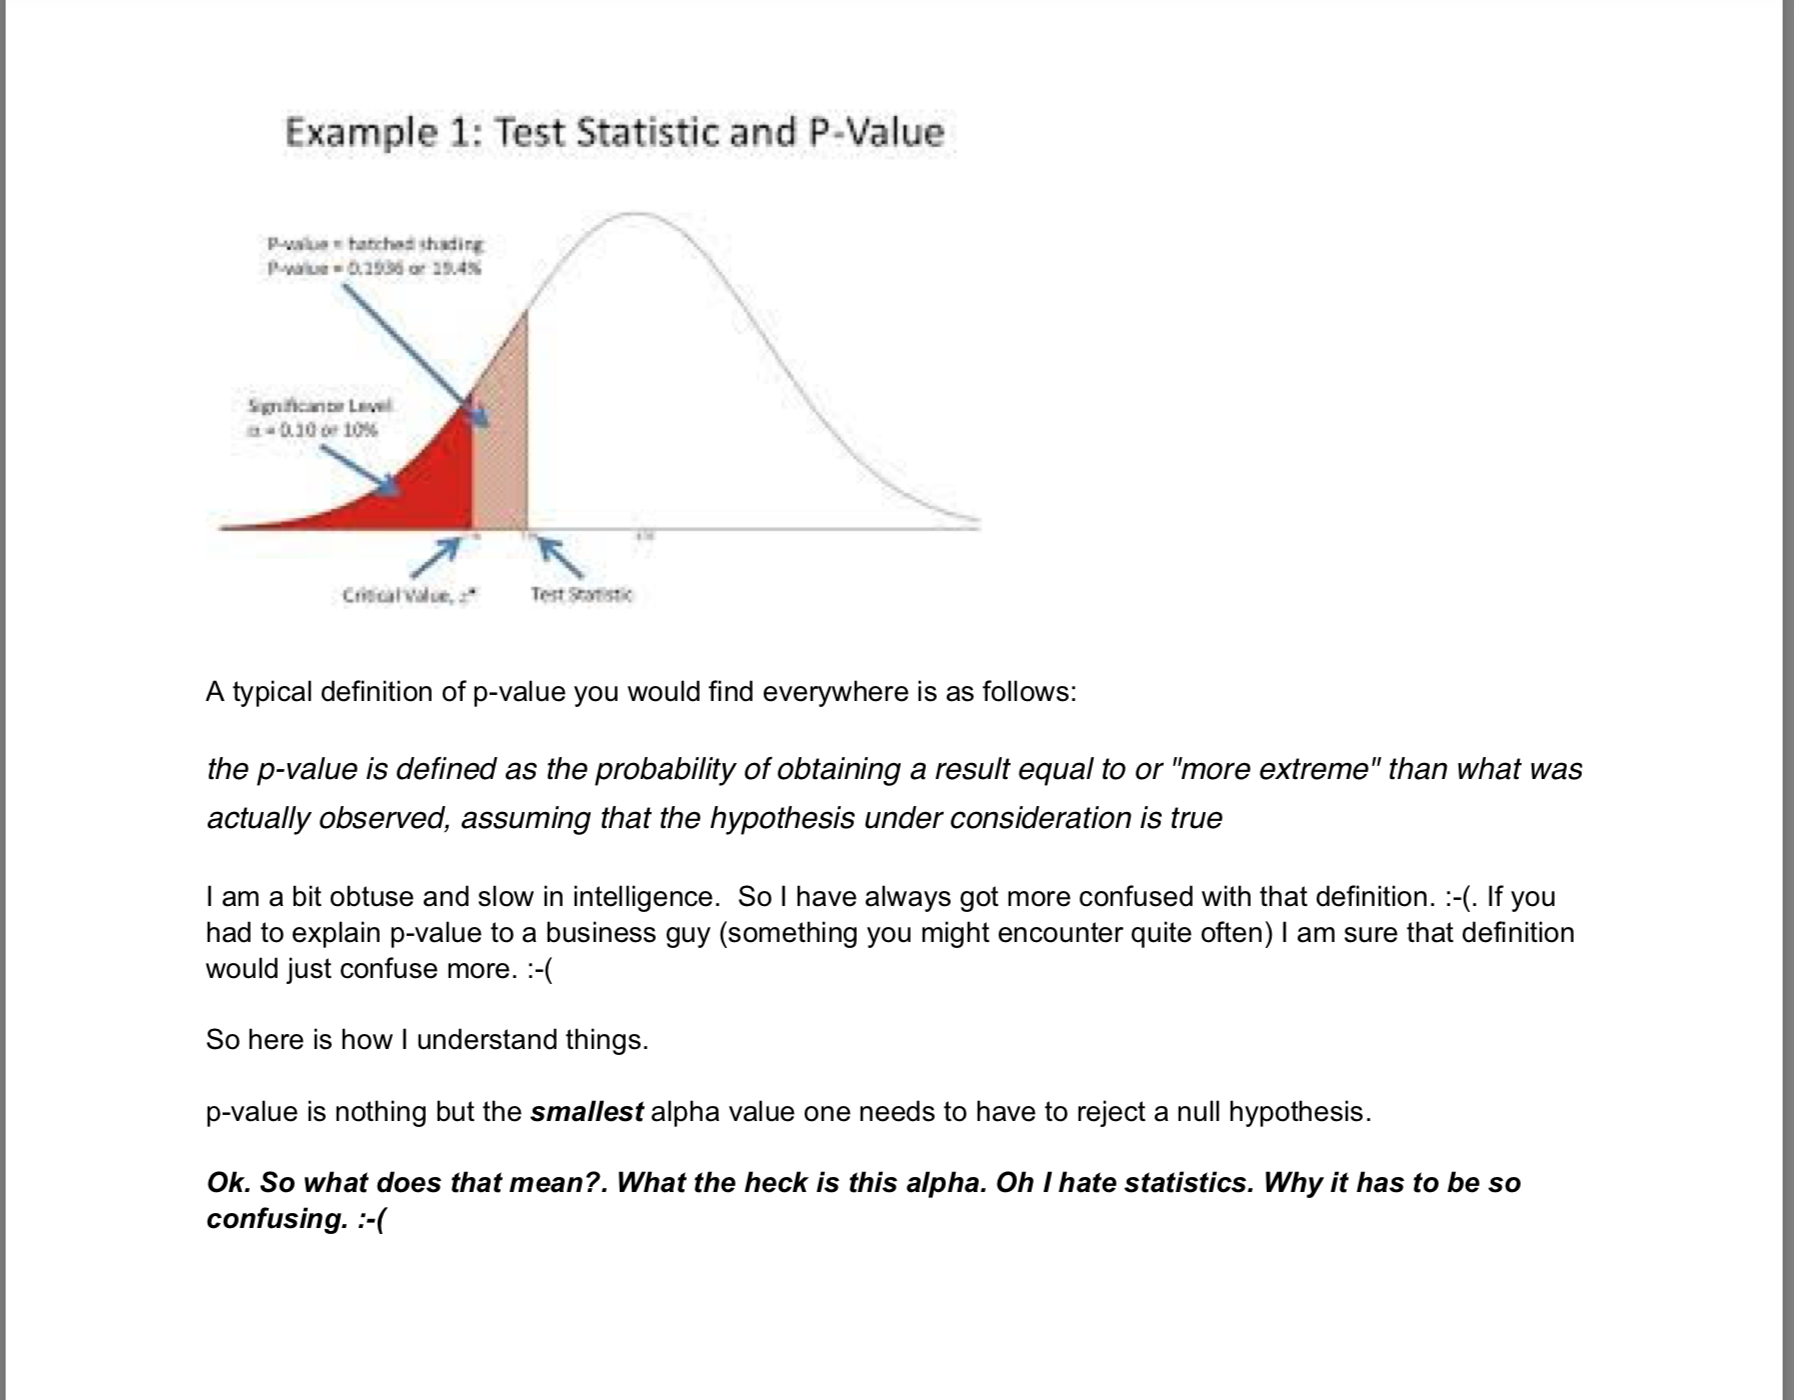 Example 1: Test Statistic and P-Value
P-value = hatched shading
P-value = 0.1936 or 19.4%
Significance Level
α = 0.10 or 10%
Critical Value, z*
Test Statistic
A typical definition of p-value you would find everywhere is as follows:
the p-value is defined as the probability of obtaining a result equal to or "more extreme" than what was
actually observed, assuming that the hypothesis under consideration is true
I am a bit obtuse and slow in intelligence.  So I have always got more confused with that definition. :-(. If you
had to explain p-value to a business guy (something you might encounter quite often) I am sure that definition
would just confuse more. :-(
So here is how I understand things.
p-value is nothing but the smallest alpha value one needs to have to reject a null hypothesis.
Ok. So what does that mean?. What the heck is this alpha. Oh I hate statistics. Why it has to be so
confusing. :-(